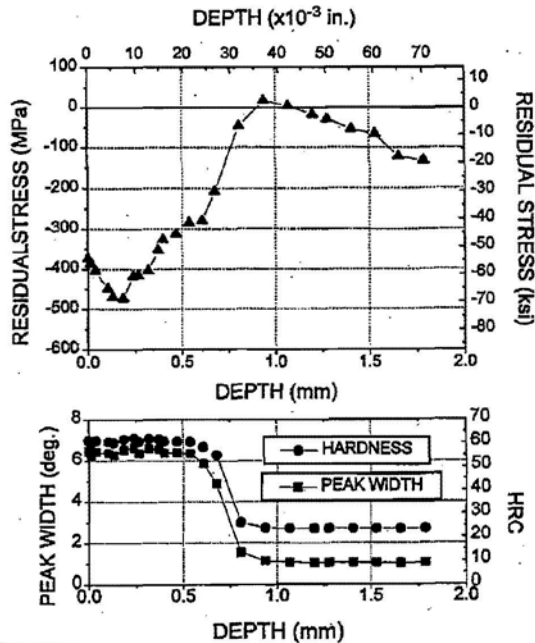 DEPTH (x10-3 in.)
0 10 20 30 40 50 60 70 80
100
0
-100
-200
-300
-400
-500
-600
RESIDUALSTRESS (MPa)
10
0
-10
-20
-30
-40
-50
-60
-70
-80
RESIDUAL STRESS (ksi)
0.0 0.5 1.0 1.5 2.0
DEPTH (mm)
8
6
4
2
0
PEAK WIDTH (deg.)
HARDNESS
PEAK WIDTH
70
60
50
40
30
20
10
0
HRC
0.0 0.5 1.0 1.5 2.0
DEPTH (mm)